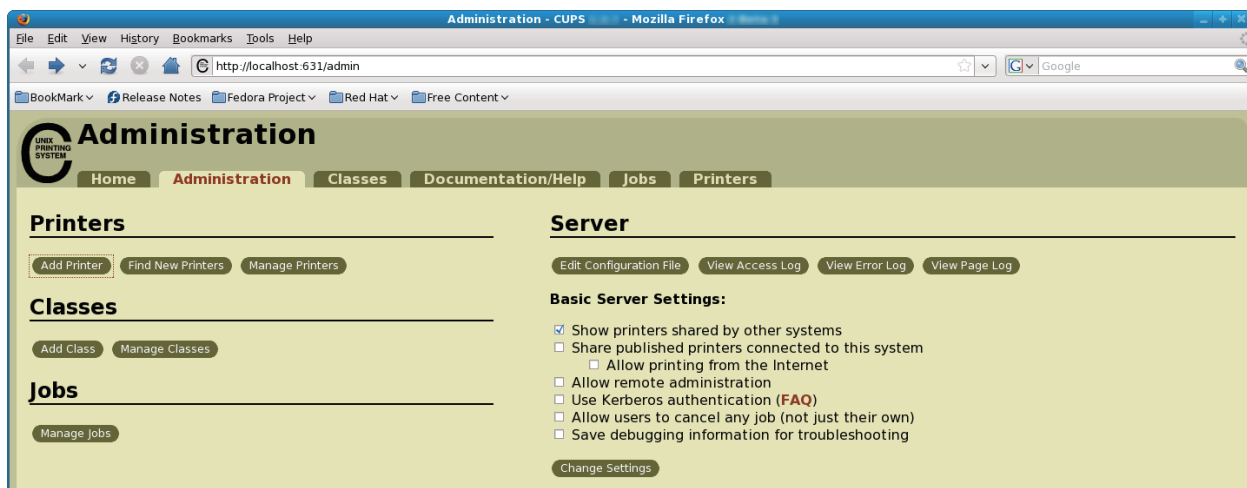 Administration - CUPS - Mozilla Firefox
File Edit View History Bookmarks Tools Help
http://localhost:631/admin
Google
BookMark Release Notes Fedora Project Red Hat Free Content
UNIX
PRINTING
SYSTEM
Administration
Home Administration Classes Documentation/Help Jobs Printers
Printers
Add Printer Find New Printers Manage Printers
Classes
Add Class Manage Classes
Jobs
Manage Jobs
Server
Edit Configuration File View Access Log View Error Log View Page Log
Basic Server Settings:
Show printers shared by other systems
Share published printers connected to this system
Allow printing from the Internet
Allow remote administration
Use Kerberos authentication (FAQ)
Allow users to cancel any job (not just their own)
Save debugging information for troubleshooting
Change Settings